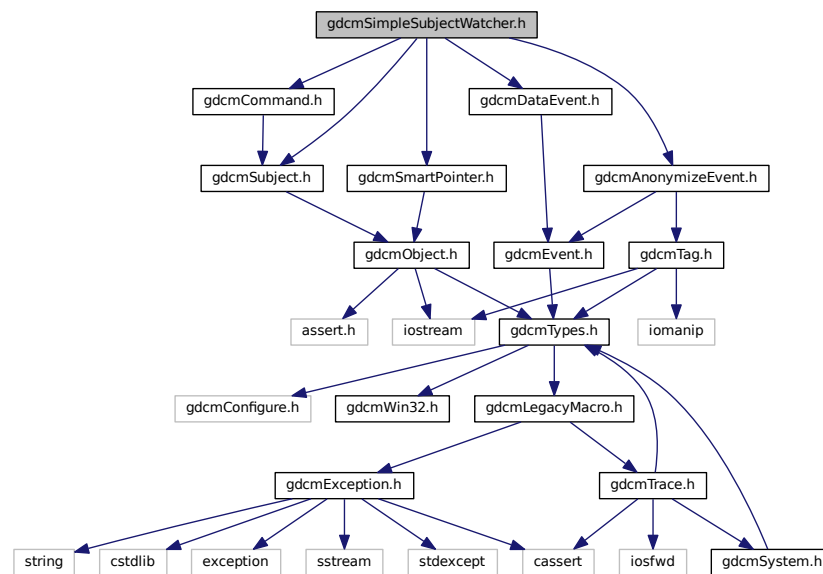 gdcmSimpleSubjectWatcher.h
gdcmCommand.h
gdcmDataEvent.h
gdcmSubject.h
gdcmSmartPointer.h
gdcmAnonymizeEvent.h
gdcmObject.h
gdcmEvent.h
gdcmTag.h
assert.h
iostream
gdcmTypes.h
iomanip
gdcmConfigure.h
gdcmWin32.h
gdcmLegacyMacro.h
gdcmException.h
gdcmTrace.h
string
cstdlib
exception
sstream
stdexcept
cassert
iosfwd
gdcmSystem.h